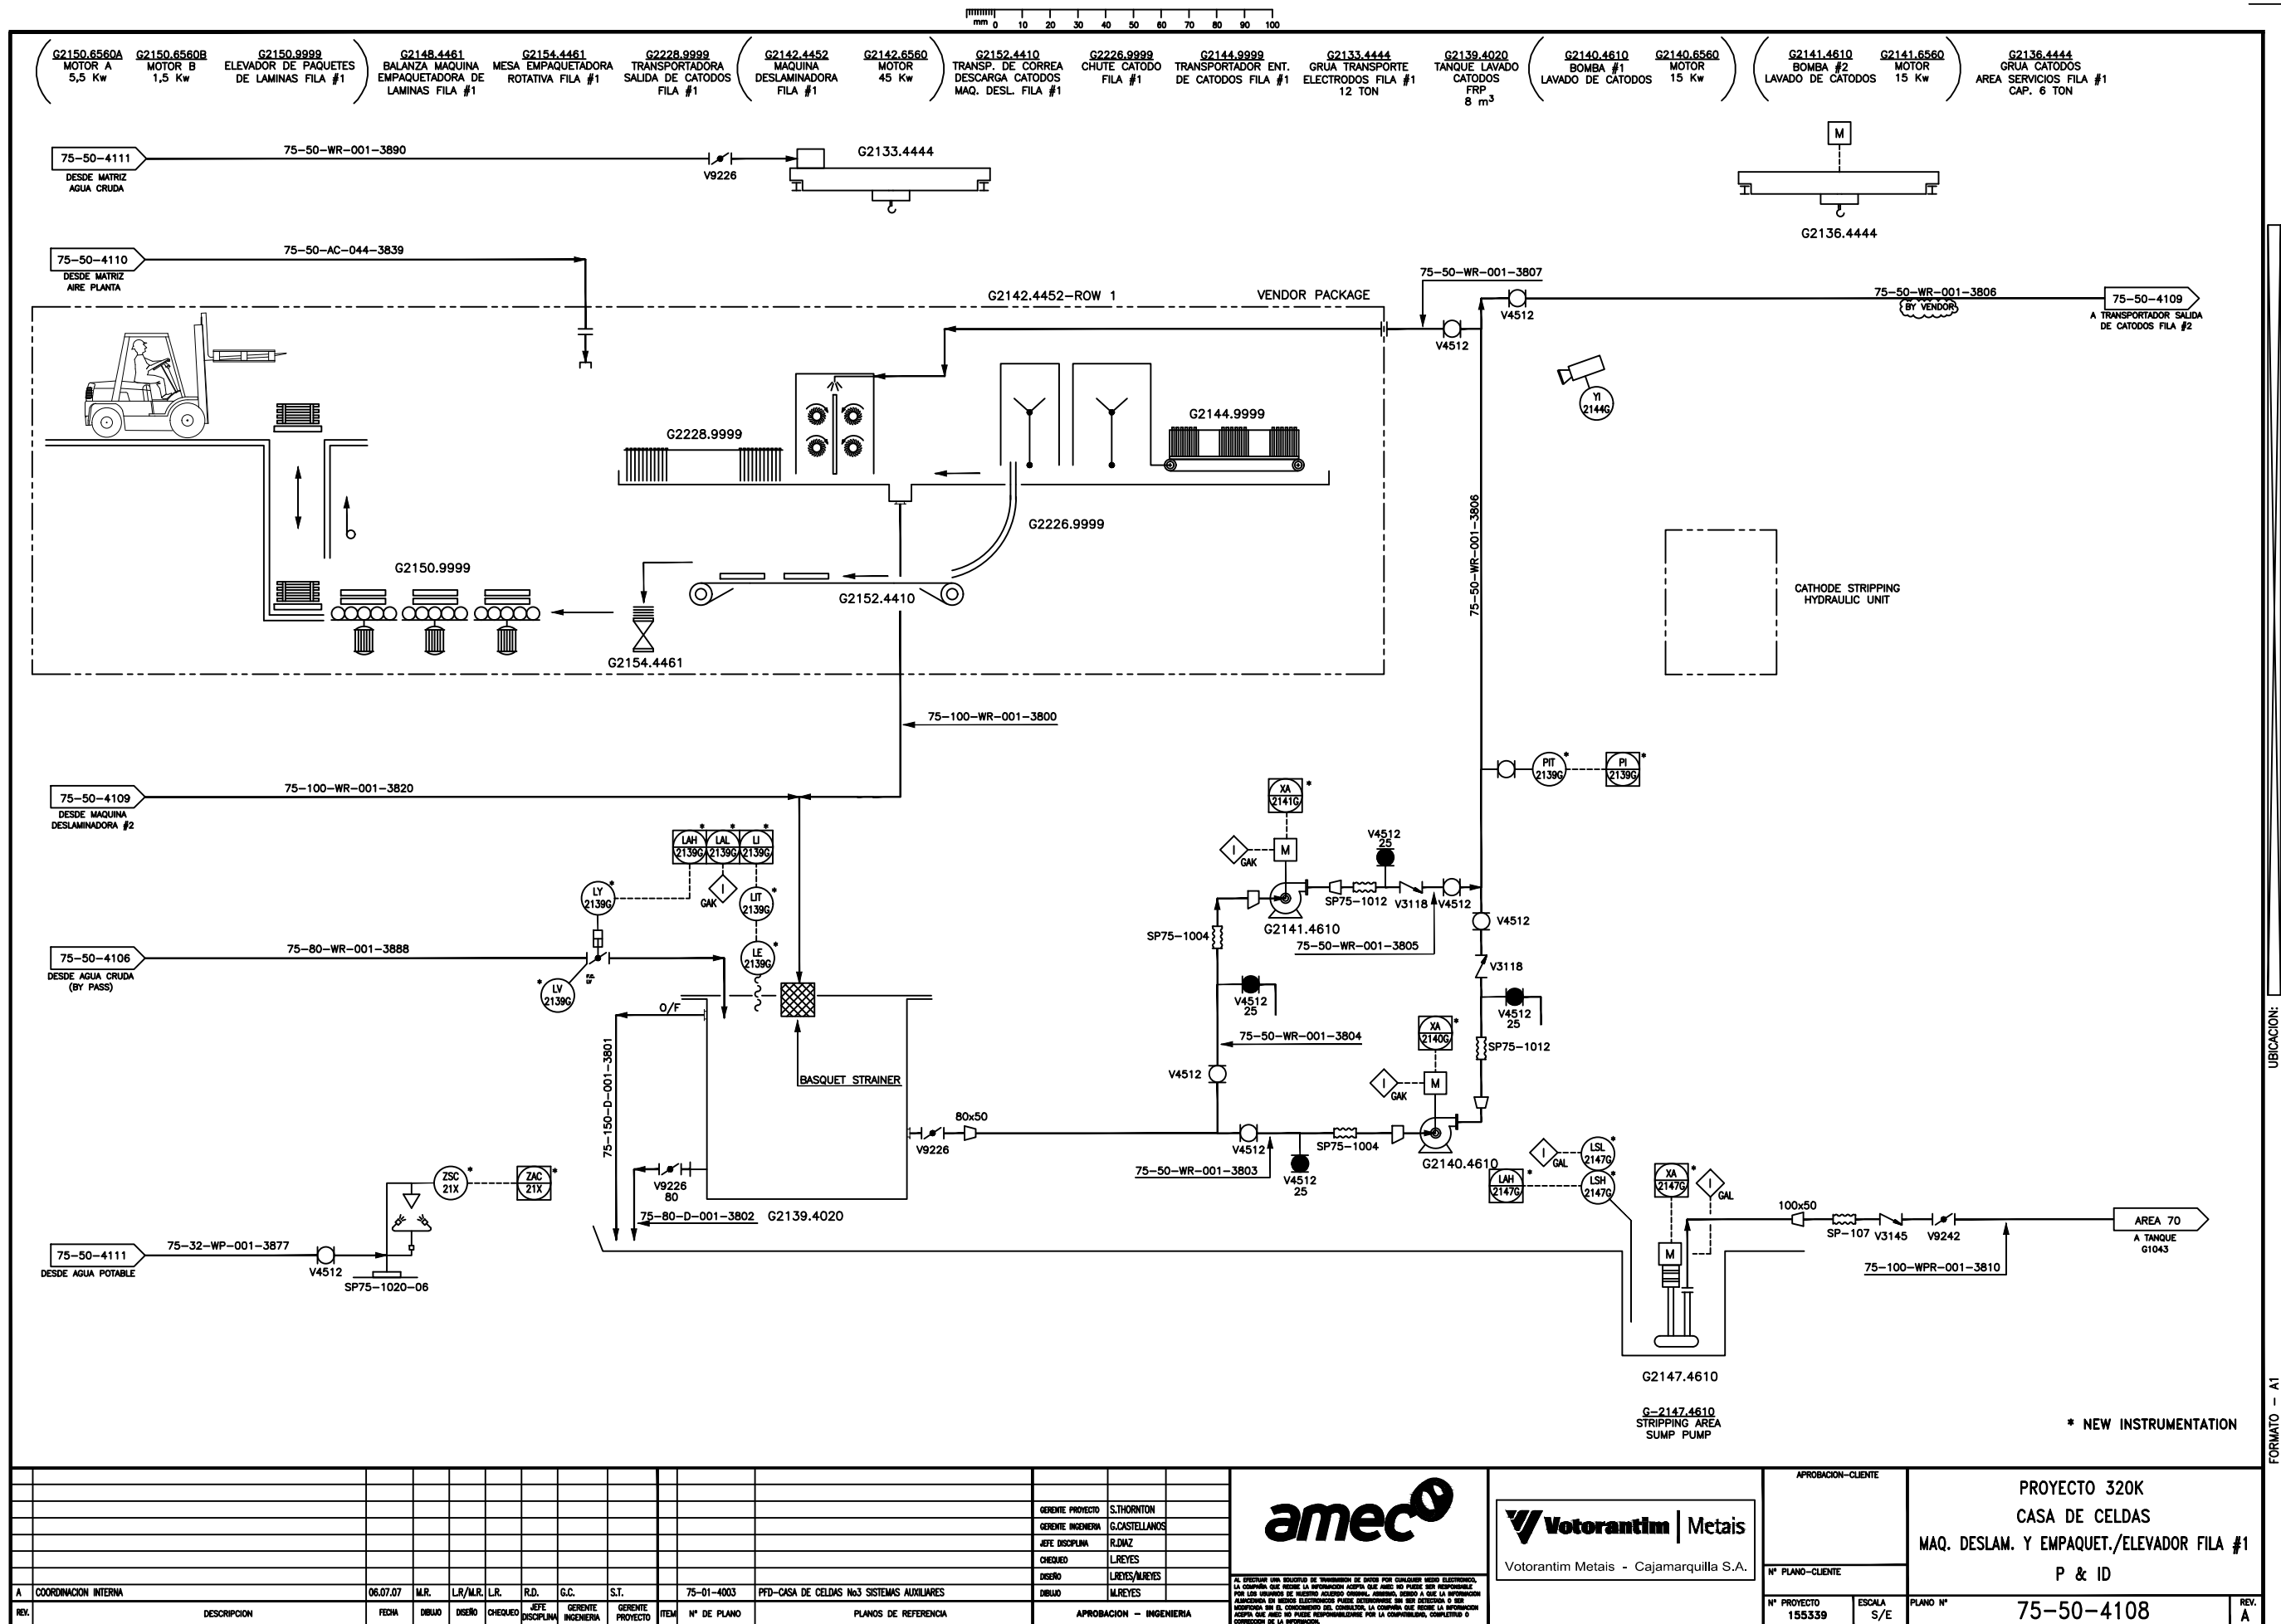 mm 0 10 20 30 40 50 60 70 80 90 100
G2150.6560A
MOTOR A
5,5 Kw
G2150.6560B
MOTOR B
1,5 Kw
G2150.9999
ELEVADOR DE PAQUETES
DE LAMINAS FILA #1
G2148.4461
BALANZA MAQUINA
EMPAQUETADORA DE
LAMINAS FILA #1
G2154.4461
MESA EMPAQUETADORA
ROTATIVA FILA #1
G2228.9999
TRANSPORTADORA
SALIDA DE CATODOS
FILA #1
G2142.4452
MAQUINA
DESLAMINADORA
FILA #1
G2142.6560
MOTOR
45 Kw
G2152.4410
TRANSP. DE CORREA
DESCARGA CATODOS
MAQ. DESL. FILA #1
G2226.9999
CHUTE CATODO
FILA #1
G2144.9999
TRANSPORTADOR ENT.
DE CATODOS FILA #1
G2133.4444
GRUA TRANSPORTE
ELECTRODOS FILA #1
12 TON
G2139.4020
TANQUE LAVADO
CATODOS
FRP
8 m³
G2140.4610
BOMBA #1
LAVADO DE CATODOS
G2140.6560
MOTOR
15 Kw
G2141.4610
BOMBA #2
LAVADO DE CATODOS
G2141.6560
MOTOR
15 Kw
G2136.4444
GRUA CATODOS
AREA SERVICIOS FILA #1
CAP. 6 TON
75-50-4111
DESDE MATRIZ
AGUA CRUDA
75-50-WR-001-3890
V9226
G2133.4444
M
G2136.4444
75-50-4110
DESDE MATRIZ
AIRE PLANTA
75-50-AC-044-3839
G2142.4452-ROW 1
VENDOR PACKAGE
75-50-WR-001-3807
V4512
V4512
75-50-WR-001-3806
BY VENDOR
75-50-4109
A TRANSPORTADOR SALIDA
DE CATODOS FILA #2
YI
2144G
G2228.9999
G2144.9999
G2226.9999
G2150.9999
G2152.4410
G2154.4461
75-50-WR-001-3806
CATHODE STRIPPING
HYDRAULIC UNIT
75-100-WR-001-3800
75-50-4109
DESDE MAQUINA
DESLAMINADORA #2
75-100-WR-001-3820
PIT
2139G
*
PI
2139G
*
XA
2141G
*
I
GAK
M
G2141.4610
V4512
25
SP75-1012
V3118
V4512
75-50-WR-001-3805
LAH
2139G
*
LAL
2139G
*
LI
2139G
*
LY
2139G
*
I
GAK
LIT
2139G
*
LE
2139G
*
LV
2139G
*
75-50-4106
DESDE AGUA CRUDA
(BY PASS)
75-80-WR-001-3888
O/F
75-150-D-001-3801
BASQUET STRAINER
SP75-1004
V4512
25
75-50-WR-001-3804
V4512
V4512
V3118
V4512
25
SP75-1012
XA
2140G
*
I
GAK
M
G2140.4610
V9226
80x50
V4512
75-50-WR-001-3803
V4512
25
SP75-1004
V9226
80
75-80-D-001-3802
G2139.4020
ZSC
21X
*
ZAC
21X
*
75-50-4111
DESDE AGUA POTABLE
75-32-WP-001-3877
V4512
SP75-1020-06
I
GAL
LSL
2147G
*
LAH
2147G
*
LSH
2147G
*
XA
2147G
*
I
GAL
M
100x50
SP-107
V3145
V9242
75-100-WPR-001-3810
AREA 70
A TANQUE
G1043
G2147.4610
G-2147.4610
STRIPPING AREA
SUMP PUMP
* NEW INSTRUMENTATION
UBICACION:
FORMATO - A1
A COORDINACION INTERNA 06.07.07 M.R. L.R/M.R. L.R. R.D. G.C. S.T.
REV. DESCRIPCION FECHA DIBUJO DISEÑO CHEQUEO JEFE DISCIPLINA GERENTE INGENIERIA GERENTE PROYECTO
75-01-4003 PFD-CASA DE CELDAS No3 SISTEMAS AUXILIARES
ITEM N° DE PLANO PLANOS DE REFERENCIA
GERENTE PROYECTO S.THORNTON
GERENTE INGENIERIA G.CASTELLANOS
JEFE DISCIPLINA R.DIAZ
CHEQUEO L.REYES
DISEÑO L.REYES/M.REYES
DIBUJO M.REYES
APROBACION - INGENIERIA
amec
Votorantim | Metais
Votorantim Metais - Cajamarquilla S.A.
APROBACION-CLIENTE
N° PLANO-CLIENTE
N° PROYECTO
155339
ESCALA
S/E
PROYECTO 320K
CASA DE CELDAS
MAQ. DESLAM. Y EMPAQUET./ELEVADOR FILA #1
P & ID
PLANO N°
75-50-4108
REV.
A